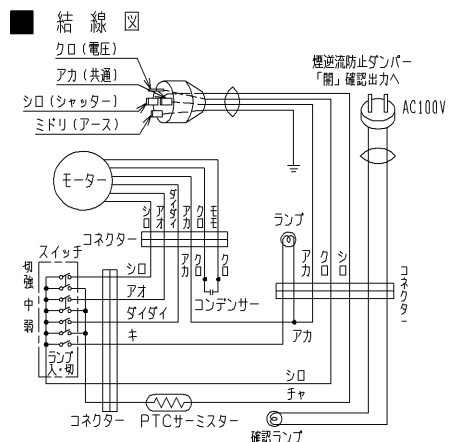 ■ 結線図
クロ(電圧)
アカ(共通)
シロ(シャッター)
ミドリ(アース)
煙逆流防止ダンパー
「開」確認出力へ
AC100V
モーター
シロ
アオ
ダイダイ
アカ
クロ
モモ
コネクター
アカ
クロ
クロ
コンデンサー
ランプ
アカ
クロ
シロ
コネクター
スイッチ
切
強
中
弱
ランプ
入・切
シロ
アオ
ダイダイ
キ
アカ
シロ
チャ
コネクター
PTCサーミスター
確認ランプ